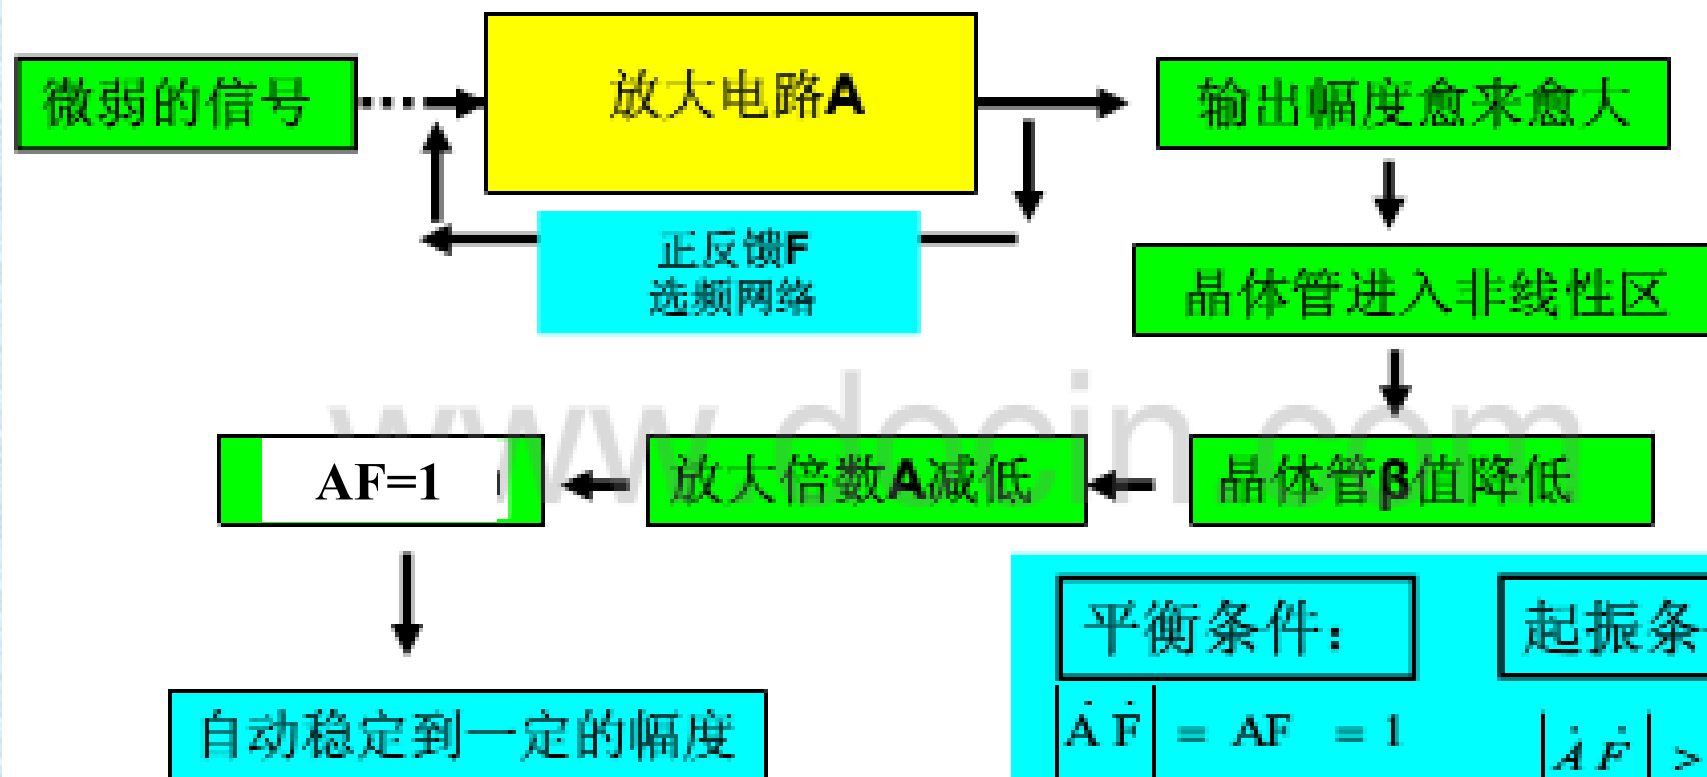 微弱的信号
放大电路A
输出幅度愈来愈大
正反馈F
选频网络
晶体管进入非线性区
www.docin.com
AF=1
放大倍数A减低
晶体管β值降低
平衡条件：
起振条
自动稳定到一定的幅度
|Ȧ Ḟ| = AF = 1
|Ȧ Ḟ| >